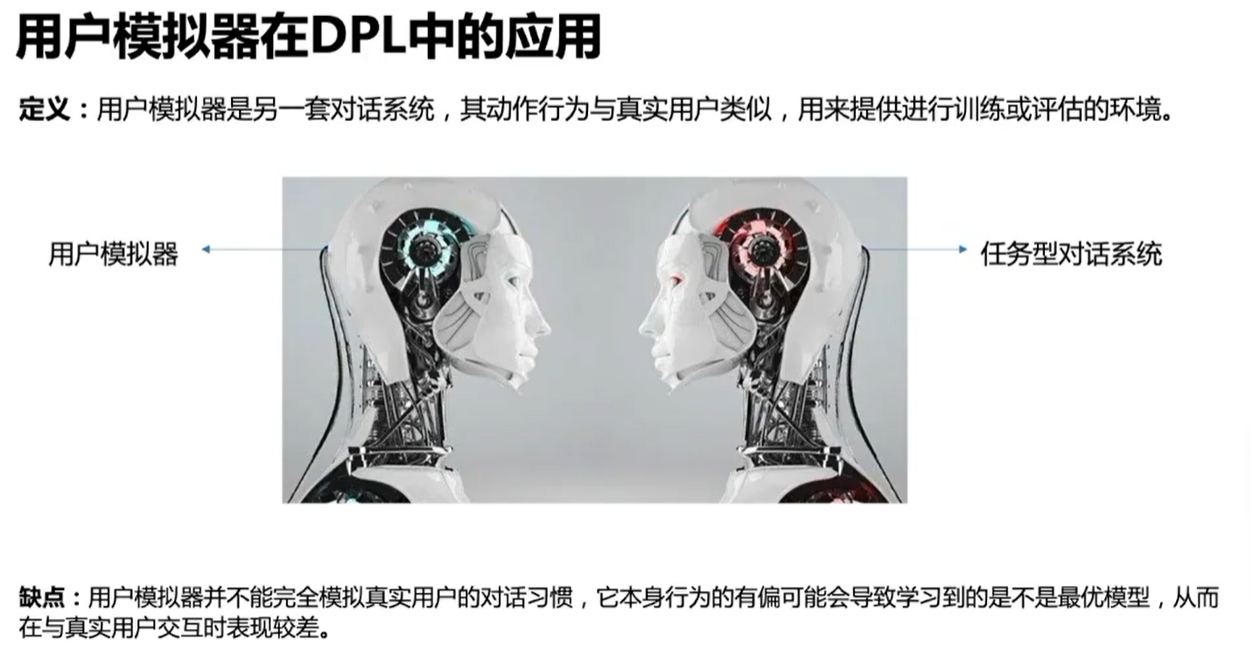 用户模拟器在DPL中的应用
定义：用户模拟器是另一套对话系统，其动作行为与真实用户类似，用来提供进行训练或评估的环境。
用户模拟器
任务型对话系统
缺点：用户模拟器并不能完全模拟真实用户的对话习惯，它本身行为的有偏可能会导致学习到的是不是最优模型，从而
在与真实用户交互时表现较差。